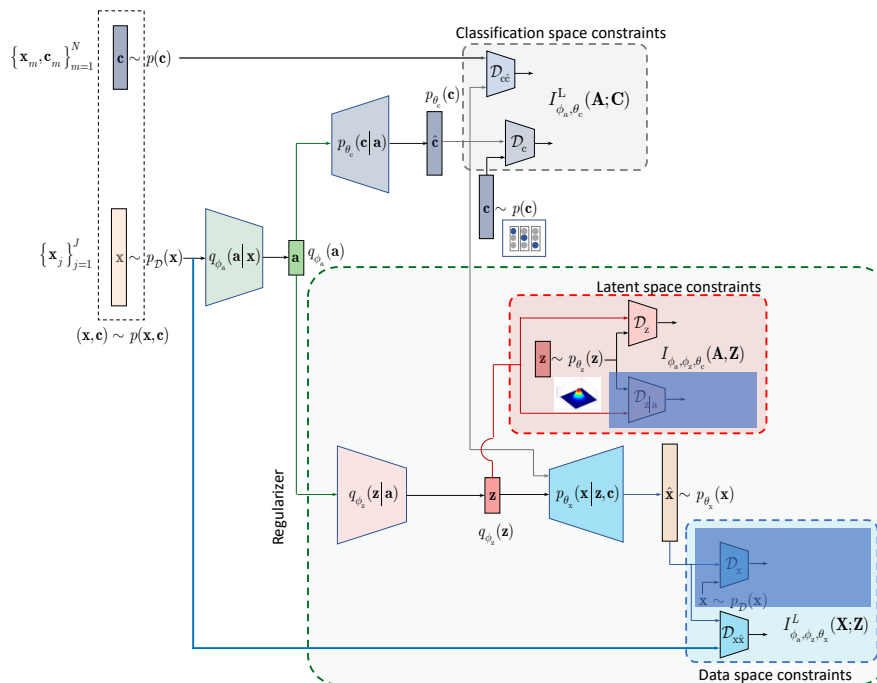 Classification space constraints
{x_m, c_m}_{m=1}^N
c ~ p(c)
D_{cĉ}
I^L_{ϕ_a,θ_c}(A;C)
p_{θ_c}(c)
p_{θ_c}(c|a)
ĉ
D_c
c ~ p(c)
{x_j}_{j=1}^J
x ~ p_D(x)
q_{ϕ_a}(a|x)
a
q_{ϕ_a}(a)
(x,c) ~ p(x,c)
Latent space constraints
D_z
z ~ p_{θ_z}(z)
I_{ϕ_a,ϕ_z,θ_c}(A,Z)
D_{z|a}
Regularizer
q_{ϕ_z}(z|a)
z
q_{ϕ_z}(z)
p_{θ_x}(x|z,c)
x̂ ~ p_{θ_x}(x)
D_x
x ~ p_D(x)
D_{xx̂}
I^L_{ϕ_a,ϕ_z,θ_x}(X;Z)
Data space constraints